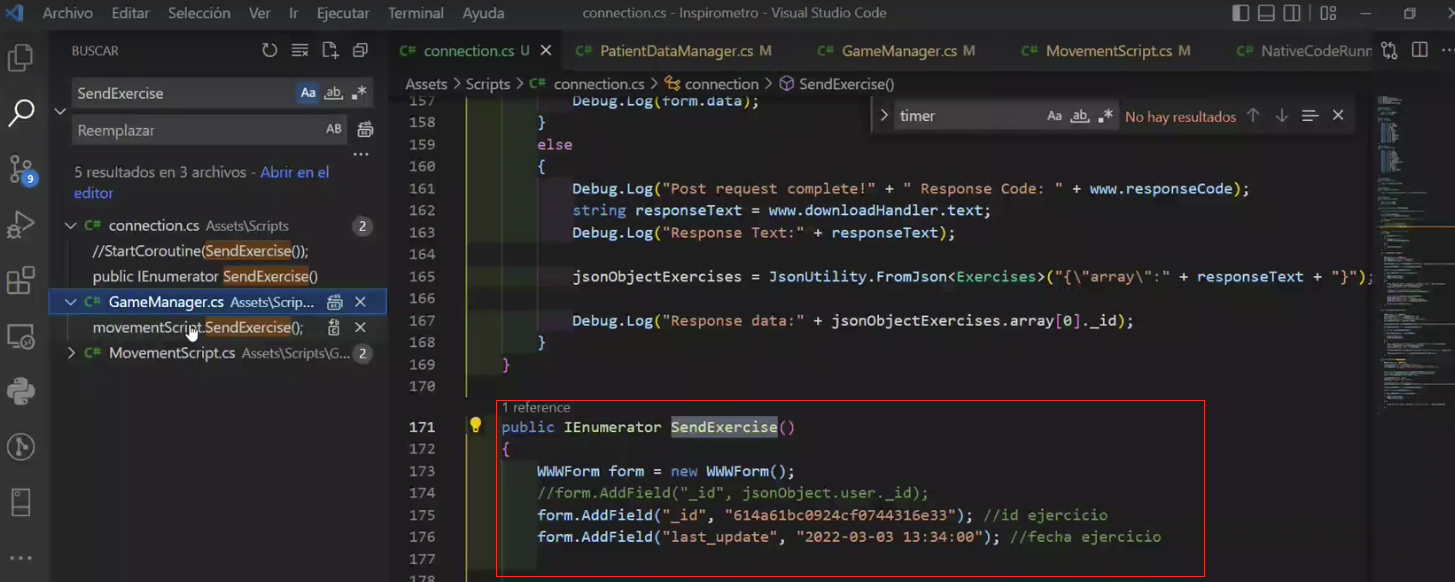 Archivo Editar Selección Ver Ir Ejecutar Terminal Ayuda connection.cs - Inspirometro - Visual Studio Code
BUSCAR
SendExercise Aa ab .*
Reemplazar AB
5 resultados en 3 archivos - Abrir en el
editor
C# connection.cs Assets\Scripts 2
//StartCoroutine(SendExercise());
public IEnumerator SendExercise()
C# GameManager.cs Assets\Scrip...
movementScript.SendExercise();
C# MovementScript.cs Assets\Scripts\G... 2
9
C# connection.cs U C# PatientDataManager.cs M C# GameManager.cs M C# MovementScript.cs M C# NativeCodeRunn
Assets > Scripts > C# connection.cs > connection > SendExercise()
timer Aa ab .* No hay resultados
157 Debug.Log(form.data);
158 }
159 else
160 {
161 Debug.Log("Post request complete!" + " Response Code: " + www.responseCode);
162 string responseText = www.downloadHandler.text;
163 Debug.Log("Response Text:" + responseText);
164
165 jsonObjectExercises = JsonUtility.FromJson<Exercises>("{\"array\":" + responseText + "}");
166
167 Debug.Log("Response data:" + jsonObjectExercises.array[0]._id);
168 }
169 }
170
1 reference
171 public IEnumerator SendExercise()
172 {
173 WWWForm form = new WWWForm();
174 //form.AddField("_id", jsonObject.user._id);
175 form.AddField("_id", "614a61bc0924cf0744316e33"); //id ejercicio
176 form.AddField("last_update", "2022-03-03 13:34:00"); //fecha ejercicio
177
178